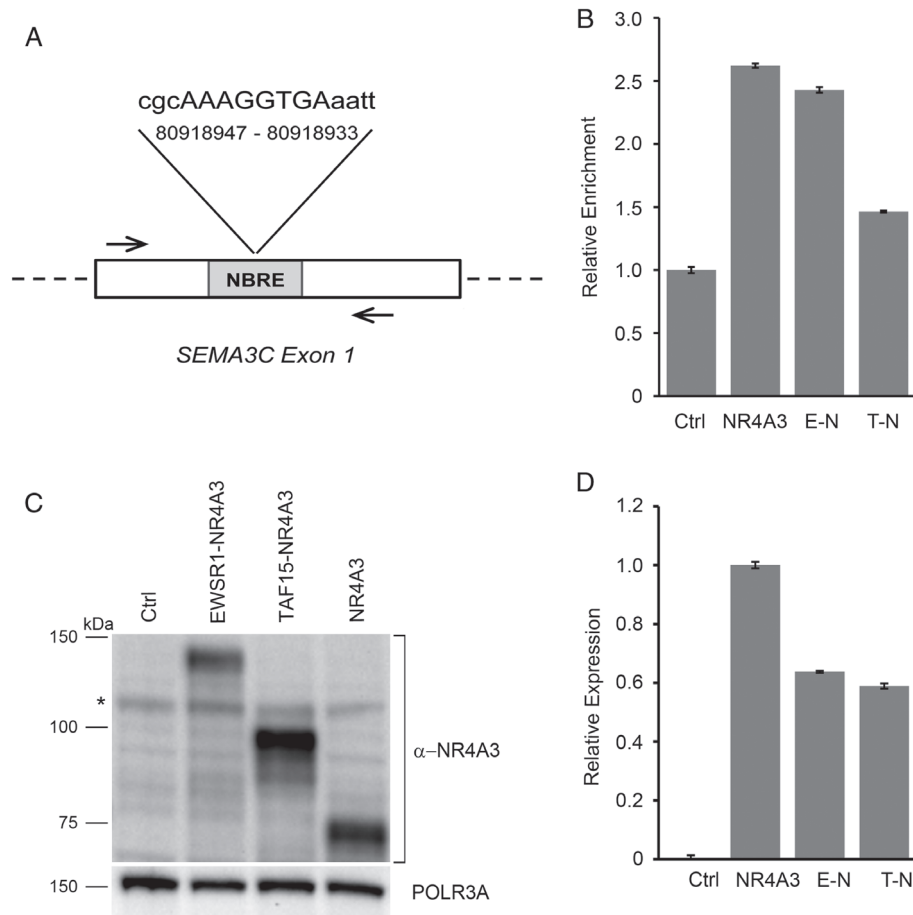 A
cgcAAAGGTGAaatt
80918947 - 80918933
NBRE
SEMA3C Exon 1
B
Relative Enrichment
3.0
2.5
2.0
1.5
1.0
0.5
0
Ctrl NR4A3 E-N T-N
C
Ctrl
EWSR1-NR4A3
TAF15-NR4A3
NR4A3
kDa
150
*
100
75
α–NR4A3
150
POLR3A
D
Relative Expression
1.2
1.0
0.8
0.6
0.4
0.2
0
Ctrl NR4A3 E-N T-N